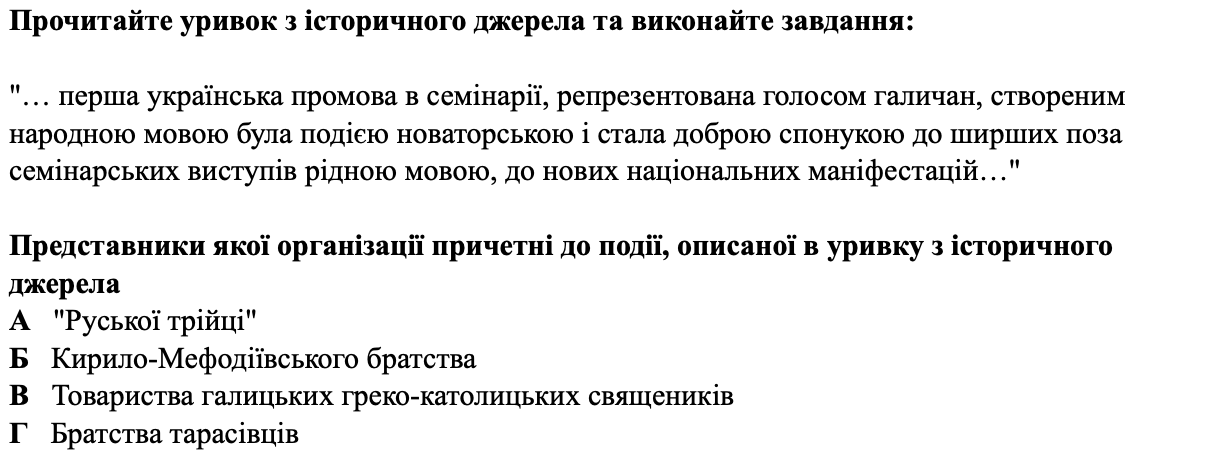 Прочитайте уривок з історичного джерела та виконайте завдання:
"… перша українська промова в семінарії, репрезентована голосом галичан, створеним
народною мовою була подією новаторською і стала доброю спонукою до ширших поза
семінарських виступів рідною мовою, до нових національних маніфестацій…"
Представники якої організації причетні до події, описаної в уривку з історичного
джерела
А "Руської трійці"
Б Кирило-Мефодіївського братства
В Товариства галицьких греко-католицьких священиків
Г Братства тарасівців